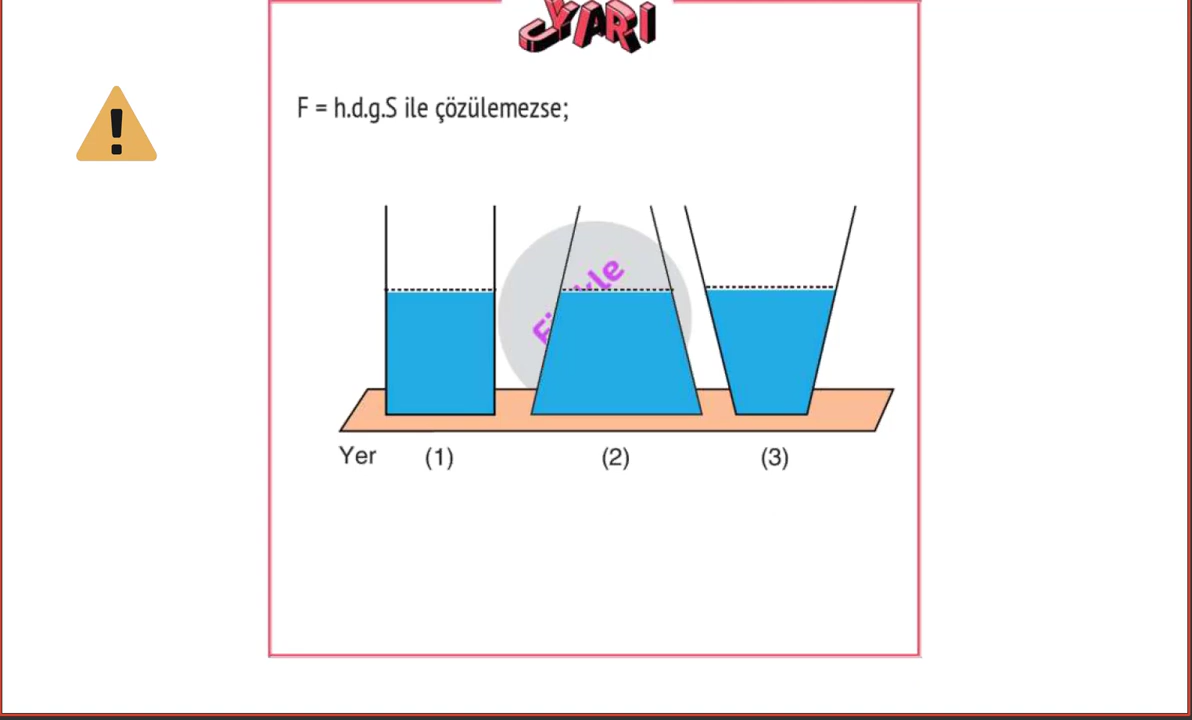 UYARI
F = h.d.g.S ile çözülemezse;
Yer (1) (2) (3)